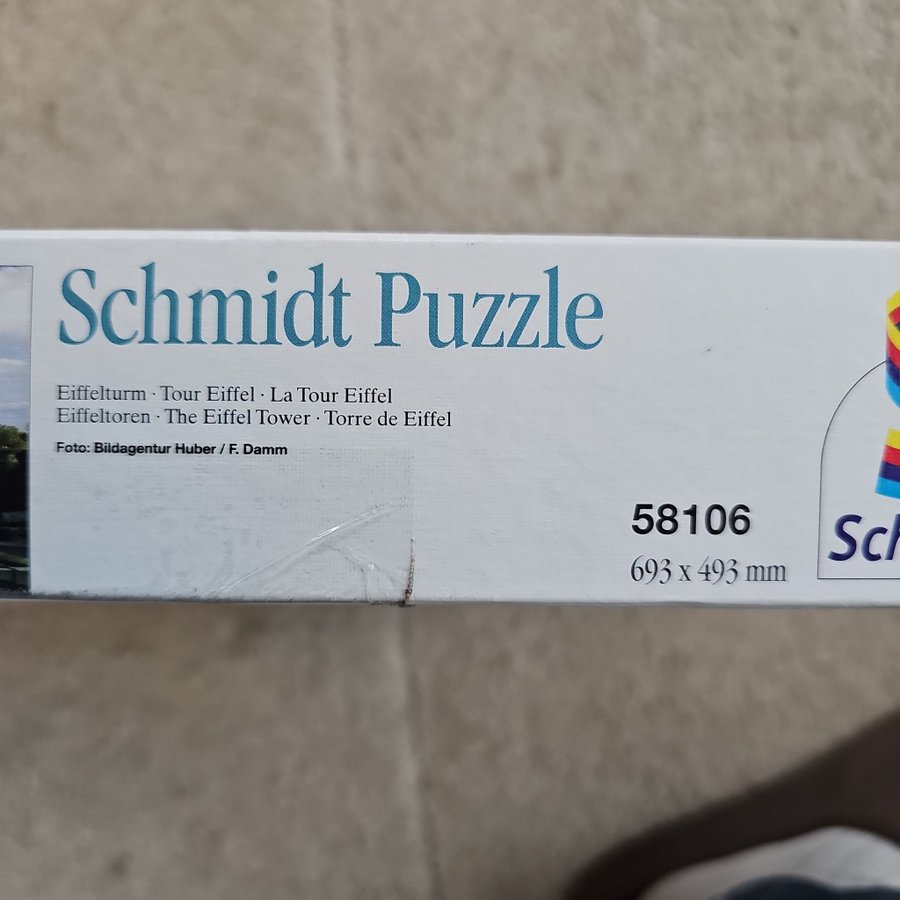 Schmidt Puzzle
Eiffelturm · Tour Eiffel · La Tour Eiffel
Eiffeltoren · The Eiffel Tower · Torre de Eiffel
Foto: Bildagentur Huber / F. Damm
58106
693 x 493 mm
Sch